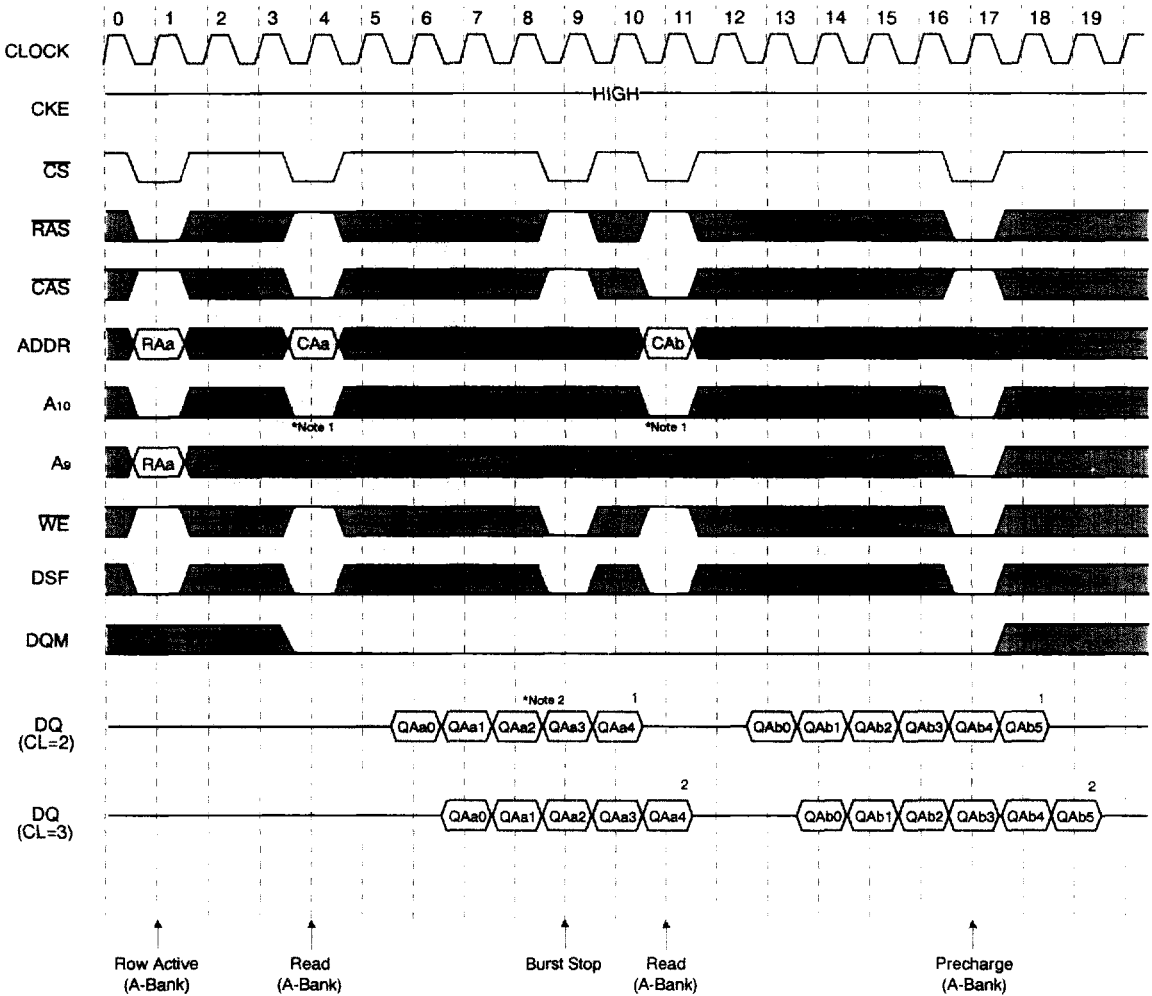 0 1 2 3 4 5 6 7 8 9 10 11 12 13 14 15 16 17 18 19
CLOCK
CKE
HIGH
CS
RAS
CAS
ADDR
RAa CAa CAb
A10
*Note 1 *Note 1
A9
RAa
WE
DSF
DQM
*Note 2 1 1
DQ
(CL=2)
QAa0 QAa1 QAa2 QAa3 QAa4 QAb0 QAb1 QAb2 QAb3 QAb4 QAb5
2 2
DQ
(CL=3)
QAa0 QAa1 QAa2 QAa3 QAa4 QAb0 QAb1 QAb2 QAb3 QAb4 QAb5
Row Active
(A-Bank)
Read
(A-Bank)
Burst Stop
Read
(A-Bank)
Precharge
(A-Bank)